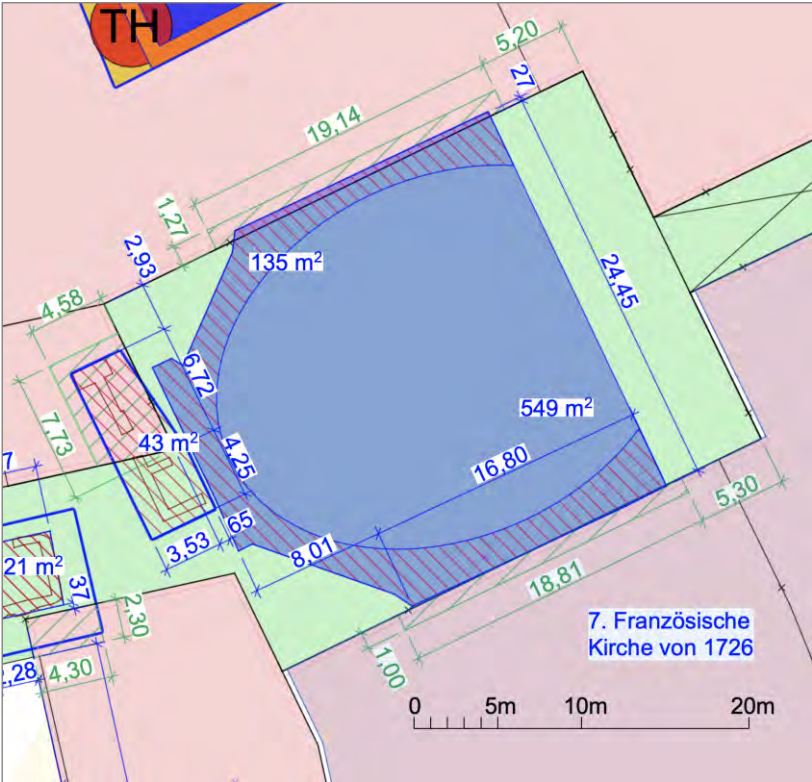 TH
5,20
27
19,14
1,27
2,93
135 m²
24,45
4,58
6,72
549 m²
7,73
43 m²
4,25
16,80
7
5,30
3,53
65
8,01
21 m²
37
18,81
2,30
7. Französische
Kirche von 1726
1,00
4,30
0 5m 10m 20m